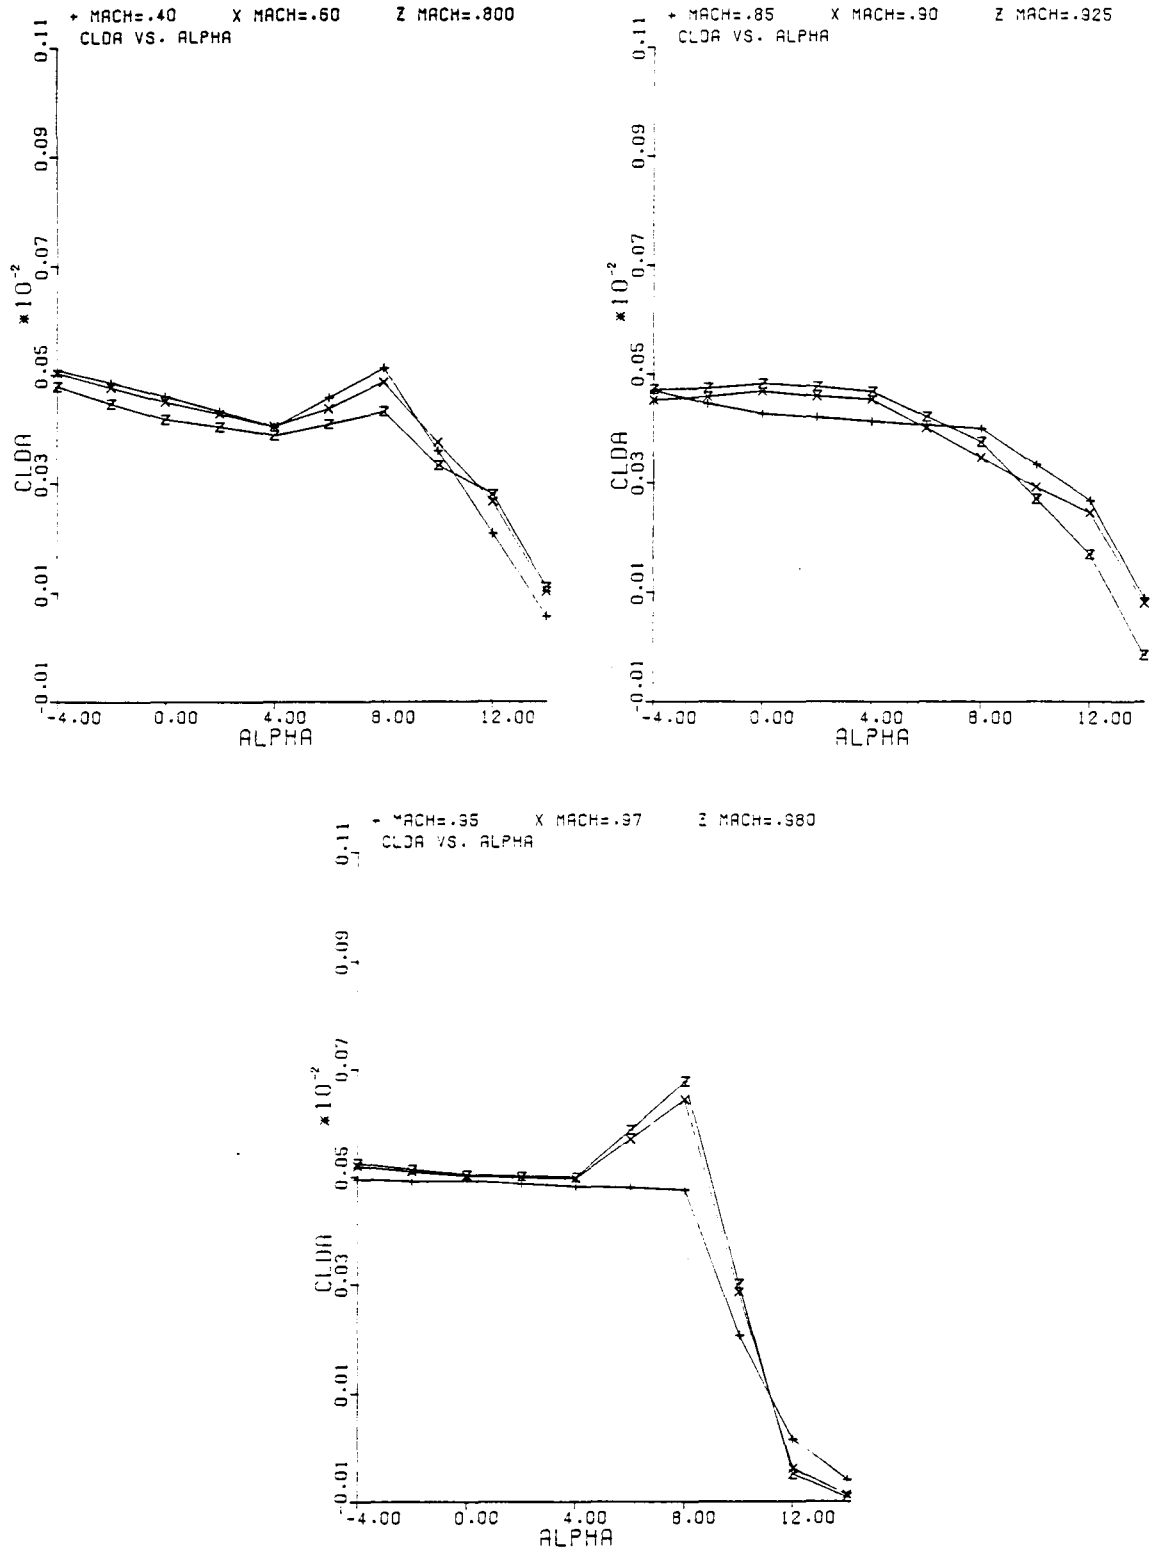 + MACH=.40 X MACH=.60 Z MACH=.800
CLDA VS. ALPHA
0.11
0.09
0.07
0.05
0.03
0.01
-0.01
*10⁻²
CLDA
-4.00 0.00 4.00 8.00 12.00
ALPHA
+ MACH=.85 X MACH=.90 Z MACH=.925
CLDA VS. ALPHA
0.11
0.09
0.07
0.05
0.03
0.01
-0.01
*10⁻²
CLDA
-4.00 0.00 4.00 8.00 12.00
ALPHA
+ MACH=.95 X MACH=.97 Z MACH=.980
CLDA VS. ALPHA
0.11
0.09
0.07
0.05
0.03
0.01
0.01
*10⁻²
CLDA
-4.00 0.00 4.00 8.00 12.00
ALPHA